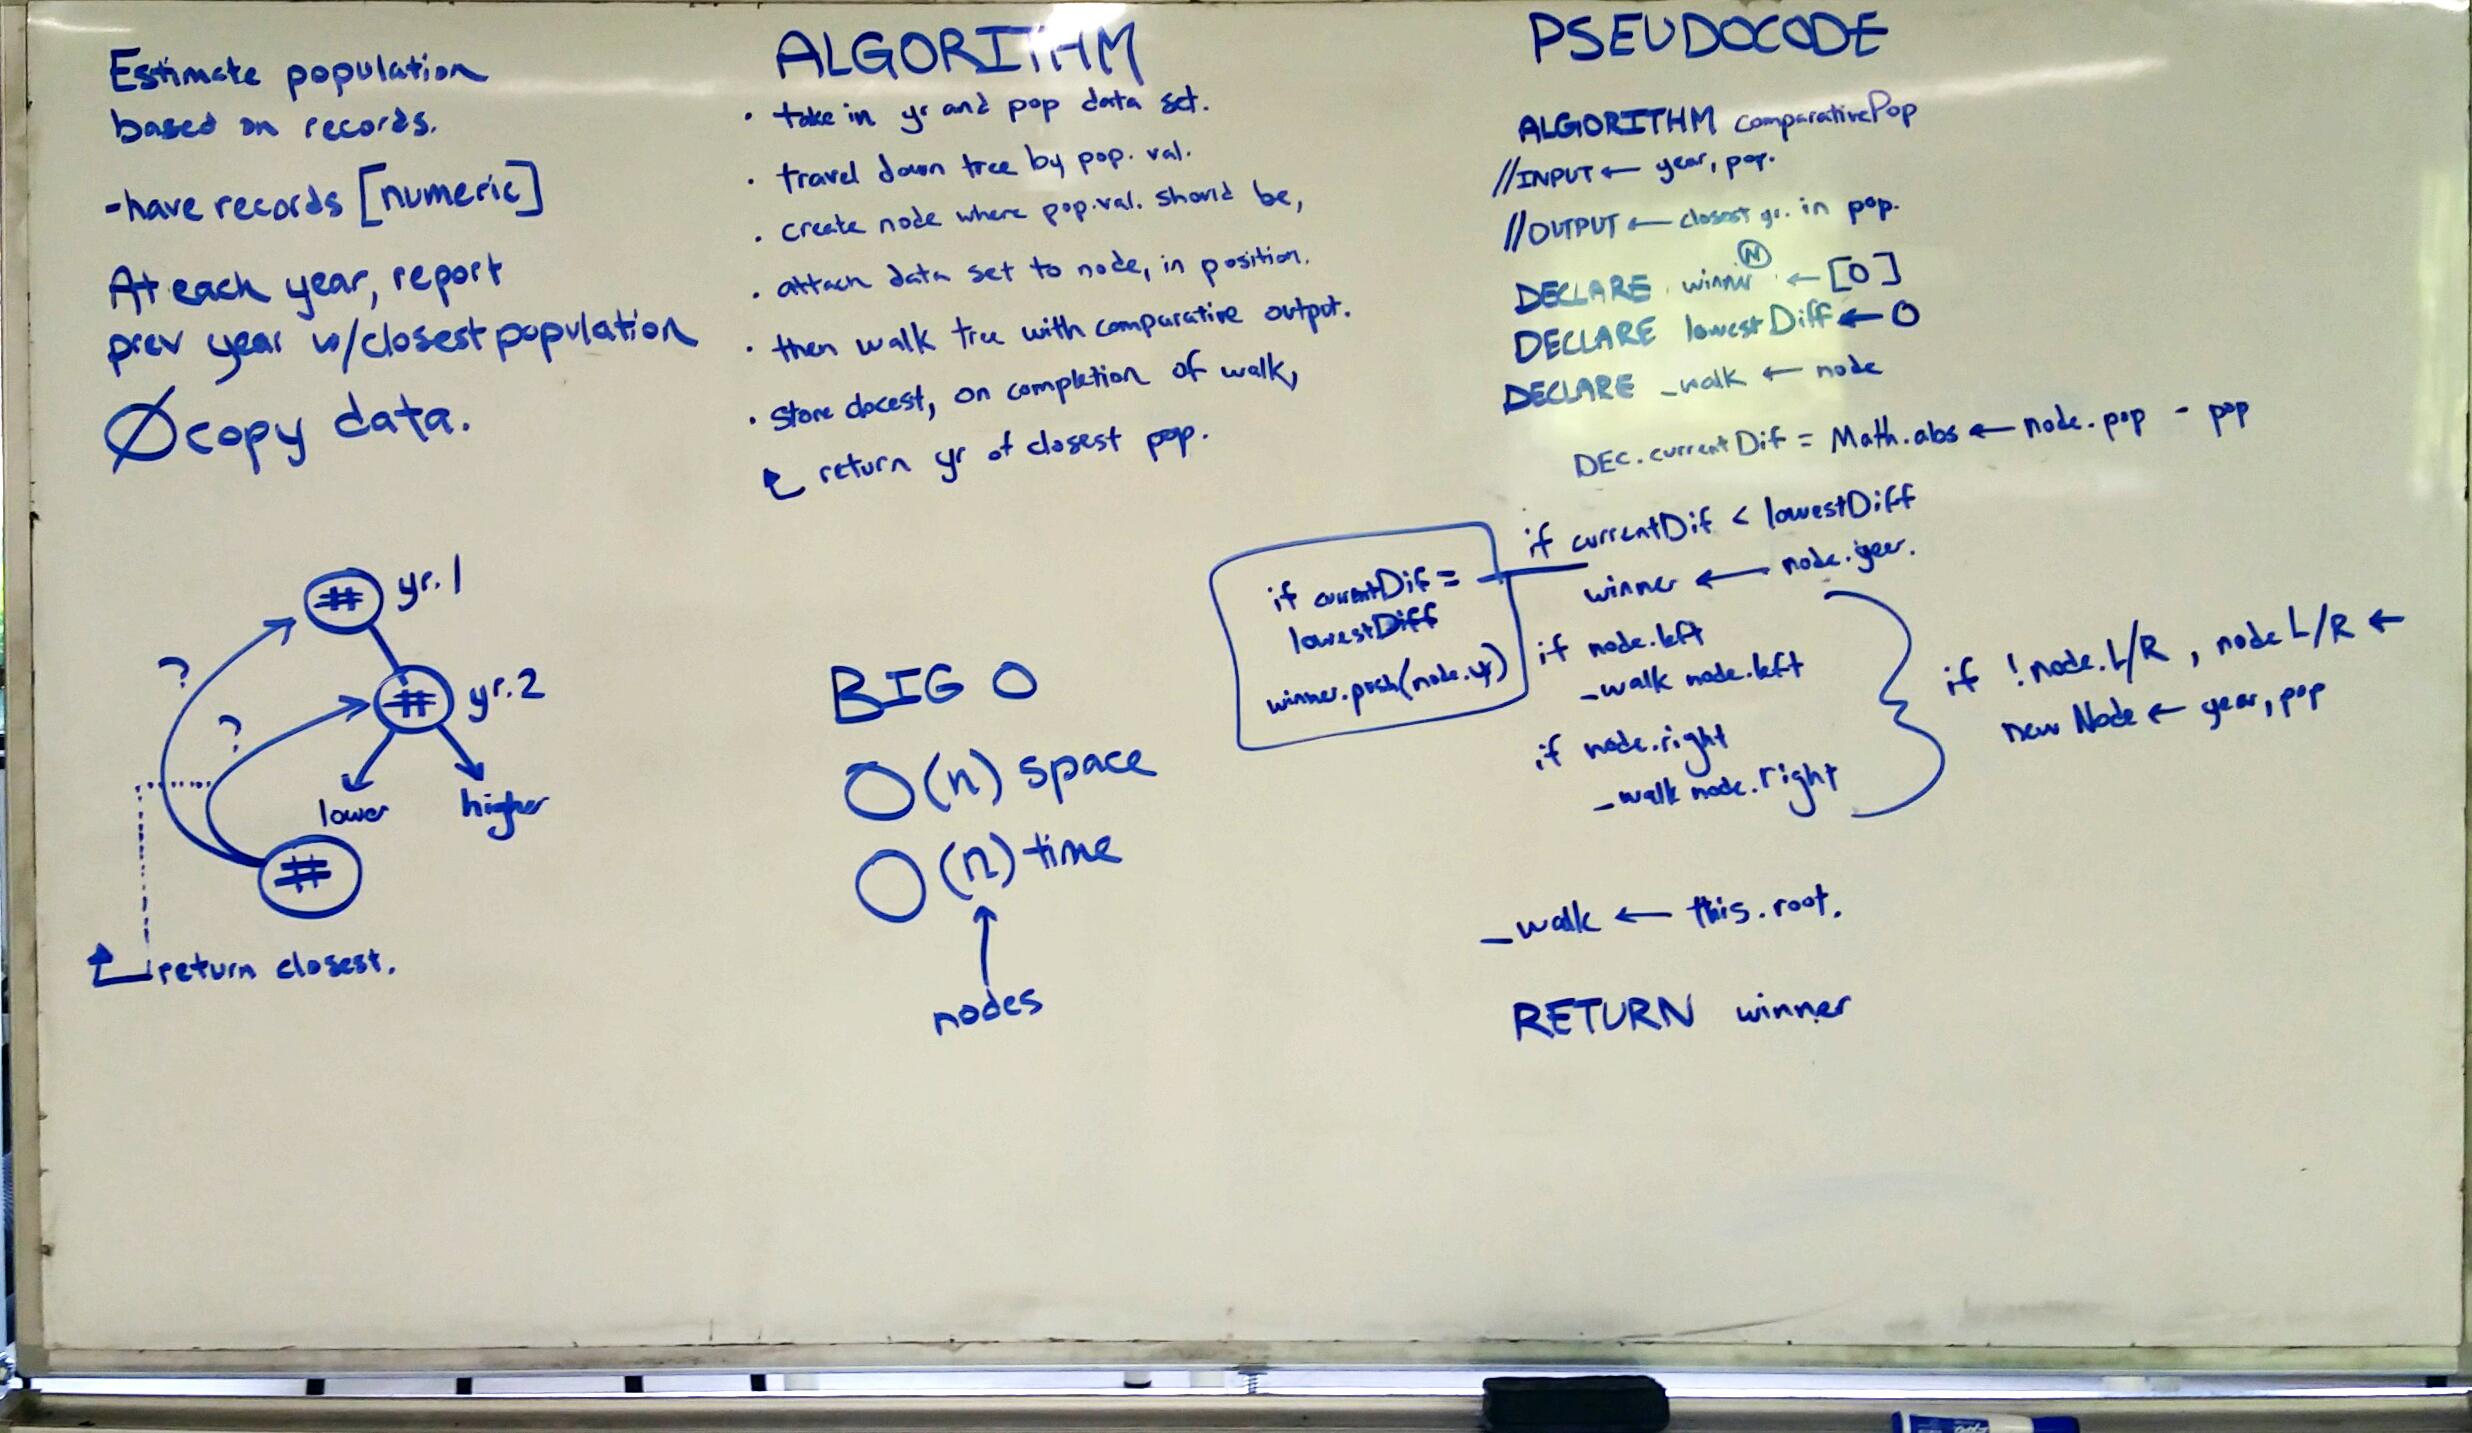 Estimate population
based on records.
-have records [numeric]
At each year, report
prev year w/closest population
∅ copy data.
# yr. 1
?
# yr. 2
?
lower higher
#
return closest.
ALGORITHM
• take in yr and pop data set.
• travel down tree by pop. val.
• create node where pop. val. should be,
• attach data set to node, in position.
• then walk tree with comparative output.
• store closest, on completion of walk,
↳ return yr of closest pop.
BIG O
O(n) space
O(n) time
nodes
PSEUDOCODE
ALGORITHM comparativePop
//INPUT ← year, pop.
//OUTPUT ← closest yr. in pop.
N
DECLARE winner ← [0]
DECLARE lowestDiff ← 0
DECLARE _walk ← node
DEC. currentDif = Math.abs ← node.pop - pop
if currentDif < lowestDiff
winner ← node.year.
if currentDif =
lowestDiff
winner.push(node.yr)
if node.left
_walk node.left
if node.right
_walk node.right
if !node.L/R, node L/R ←
new Node ← year, pop
_walk ← this.root.
RETURN winner